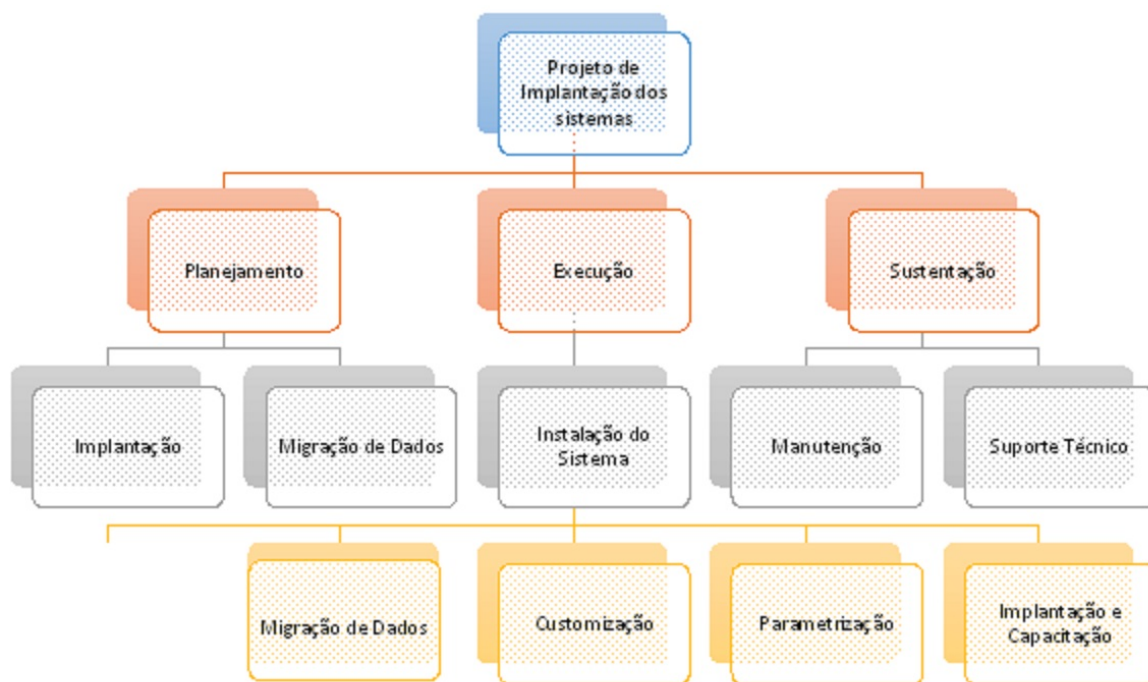 Projeto de
Implantação dos
sistemas
Planejamento
Execução
Sustentação
Implantação
Migração de Dados
Instalação do
Sistema
Manutenção
Suporte Técnico
Migração de Dados
Customização
Parametrização
Implantação e
Capacitação